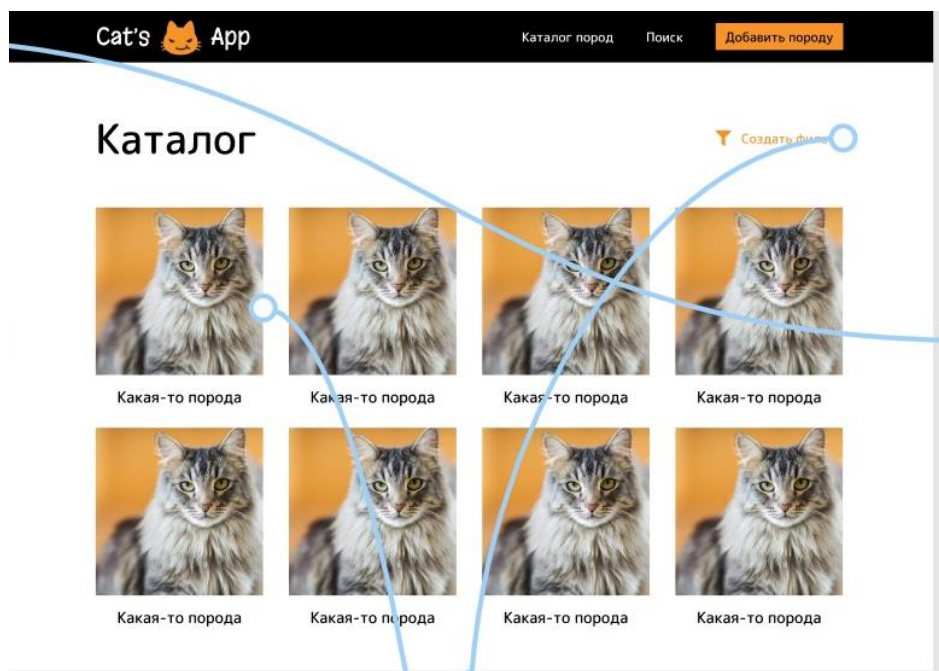 Cat's App
Каталог пород Поиск Добавить породу
Каталог
Создать
Какая-то порода Какая-то порода Какая-то порода Какая-то порода
Какая-то порода Какая-то порода Какая-то порода Какая-то порода